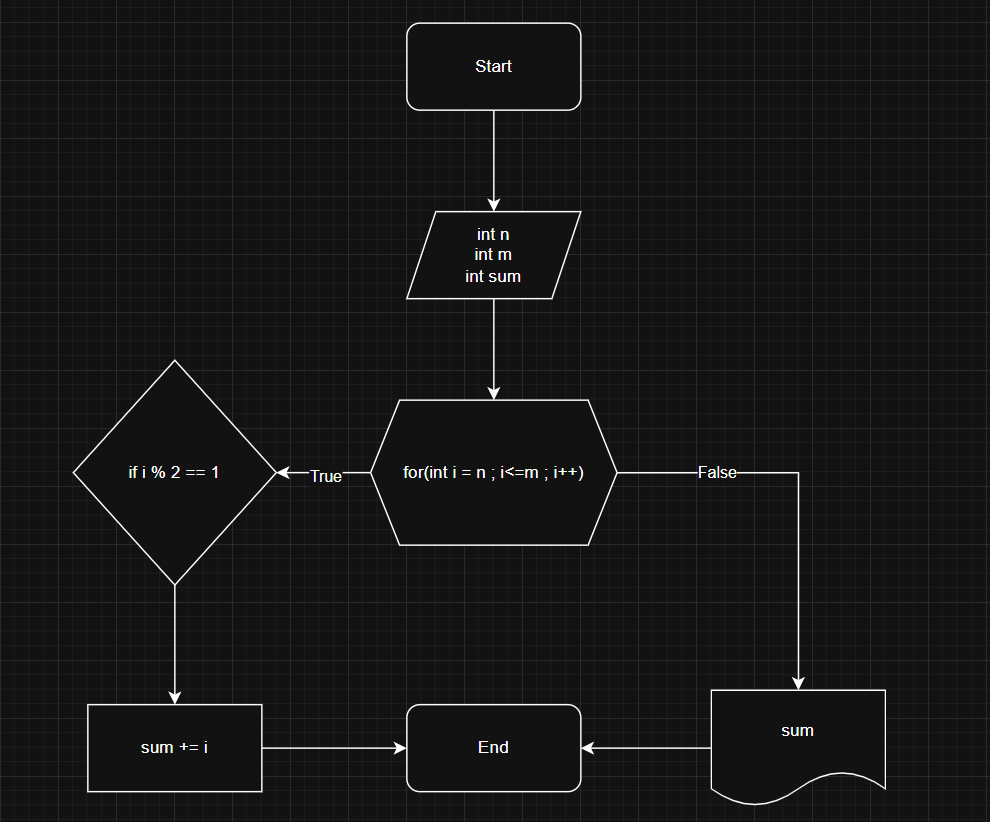 Start
int n
int m
int sum
if i % 2 == 1
True
for(int i = n ; i<=m ; i++)
False
sum += i
End
sum